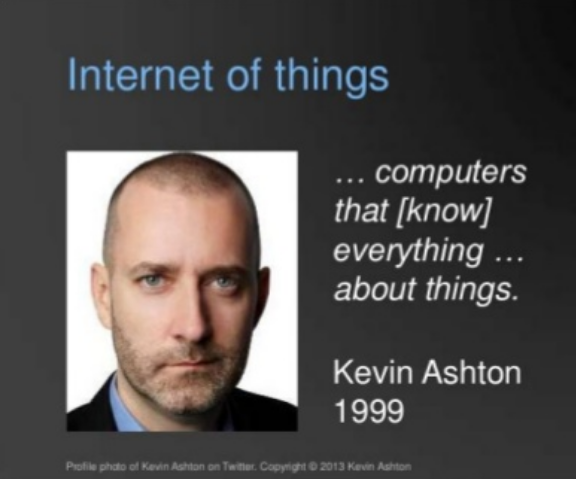 Internet of things
… computers
that [know]
everything …
about things.
Kevin Ashton
1999
Profile photo of Kevin Ashton on Twitter. Copyright © 2013 Kevin Ashton